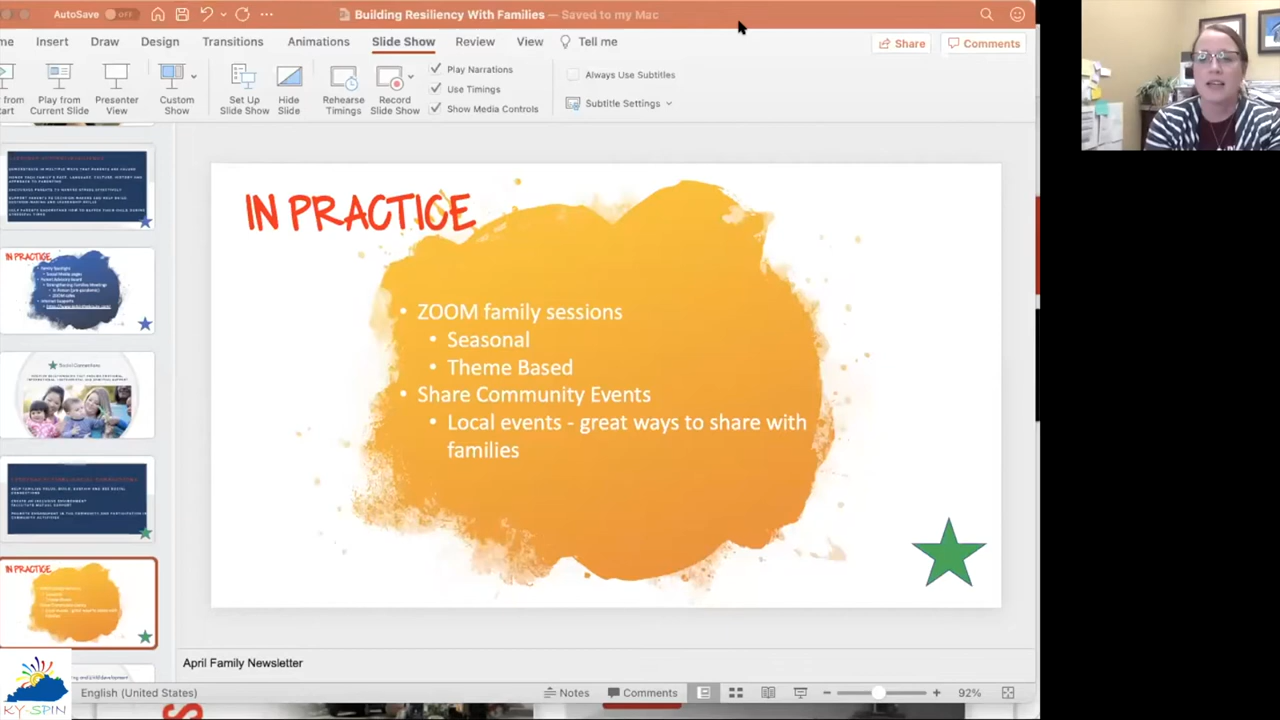 AutoSave OFF
Building Resiliency With Families — Saved to my Mac
me Insert Draw Design Transitions Animations Slide Show Review View Tell me
Share Comments
from
tart
Play from
Current Slide
Presenter
View
Custom
Show
Set Up
Slide Show
Hide
Slide
Rehearse
Timings
Record
Slide Show
Play Narrations
Use Timings
Show Media Controls
Always Use Subtitles
Subtitle Settings
IN PRACTICE
IN PRACTICE
IN PRACTICE
• ZOOM family sessions
• Seasonal
• Theme Based
• Share Community Events
• Local events - great ways to share with
families
April Family Newsletter
KY-SPIN
English (United States)
Notes Comments 92%